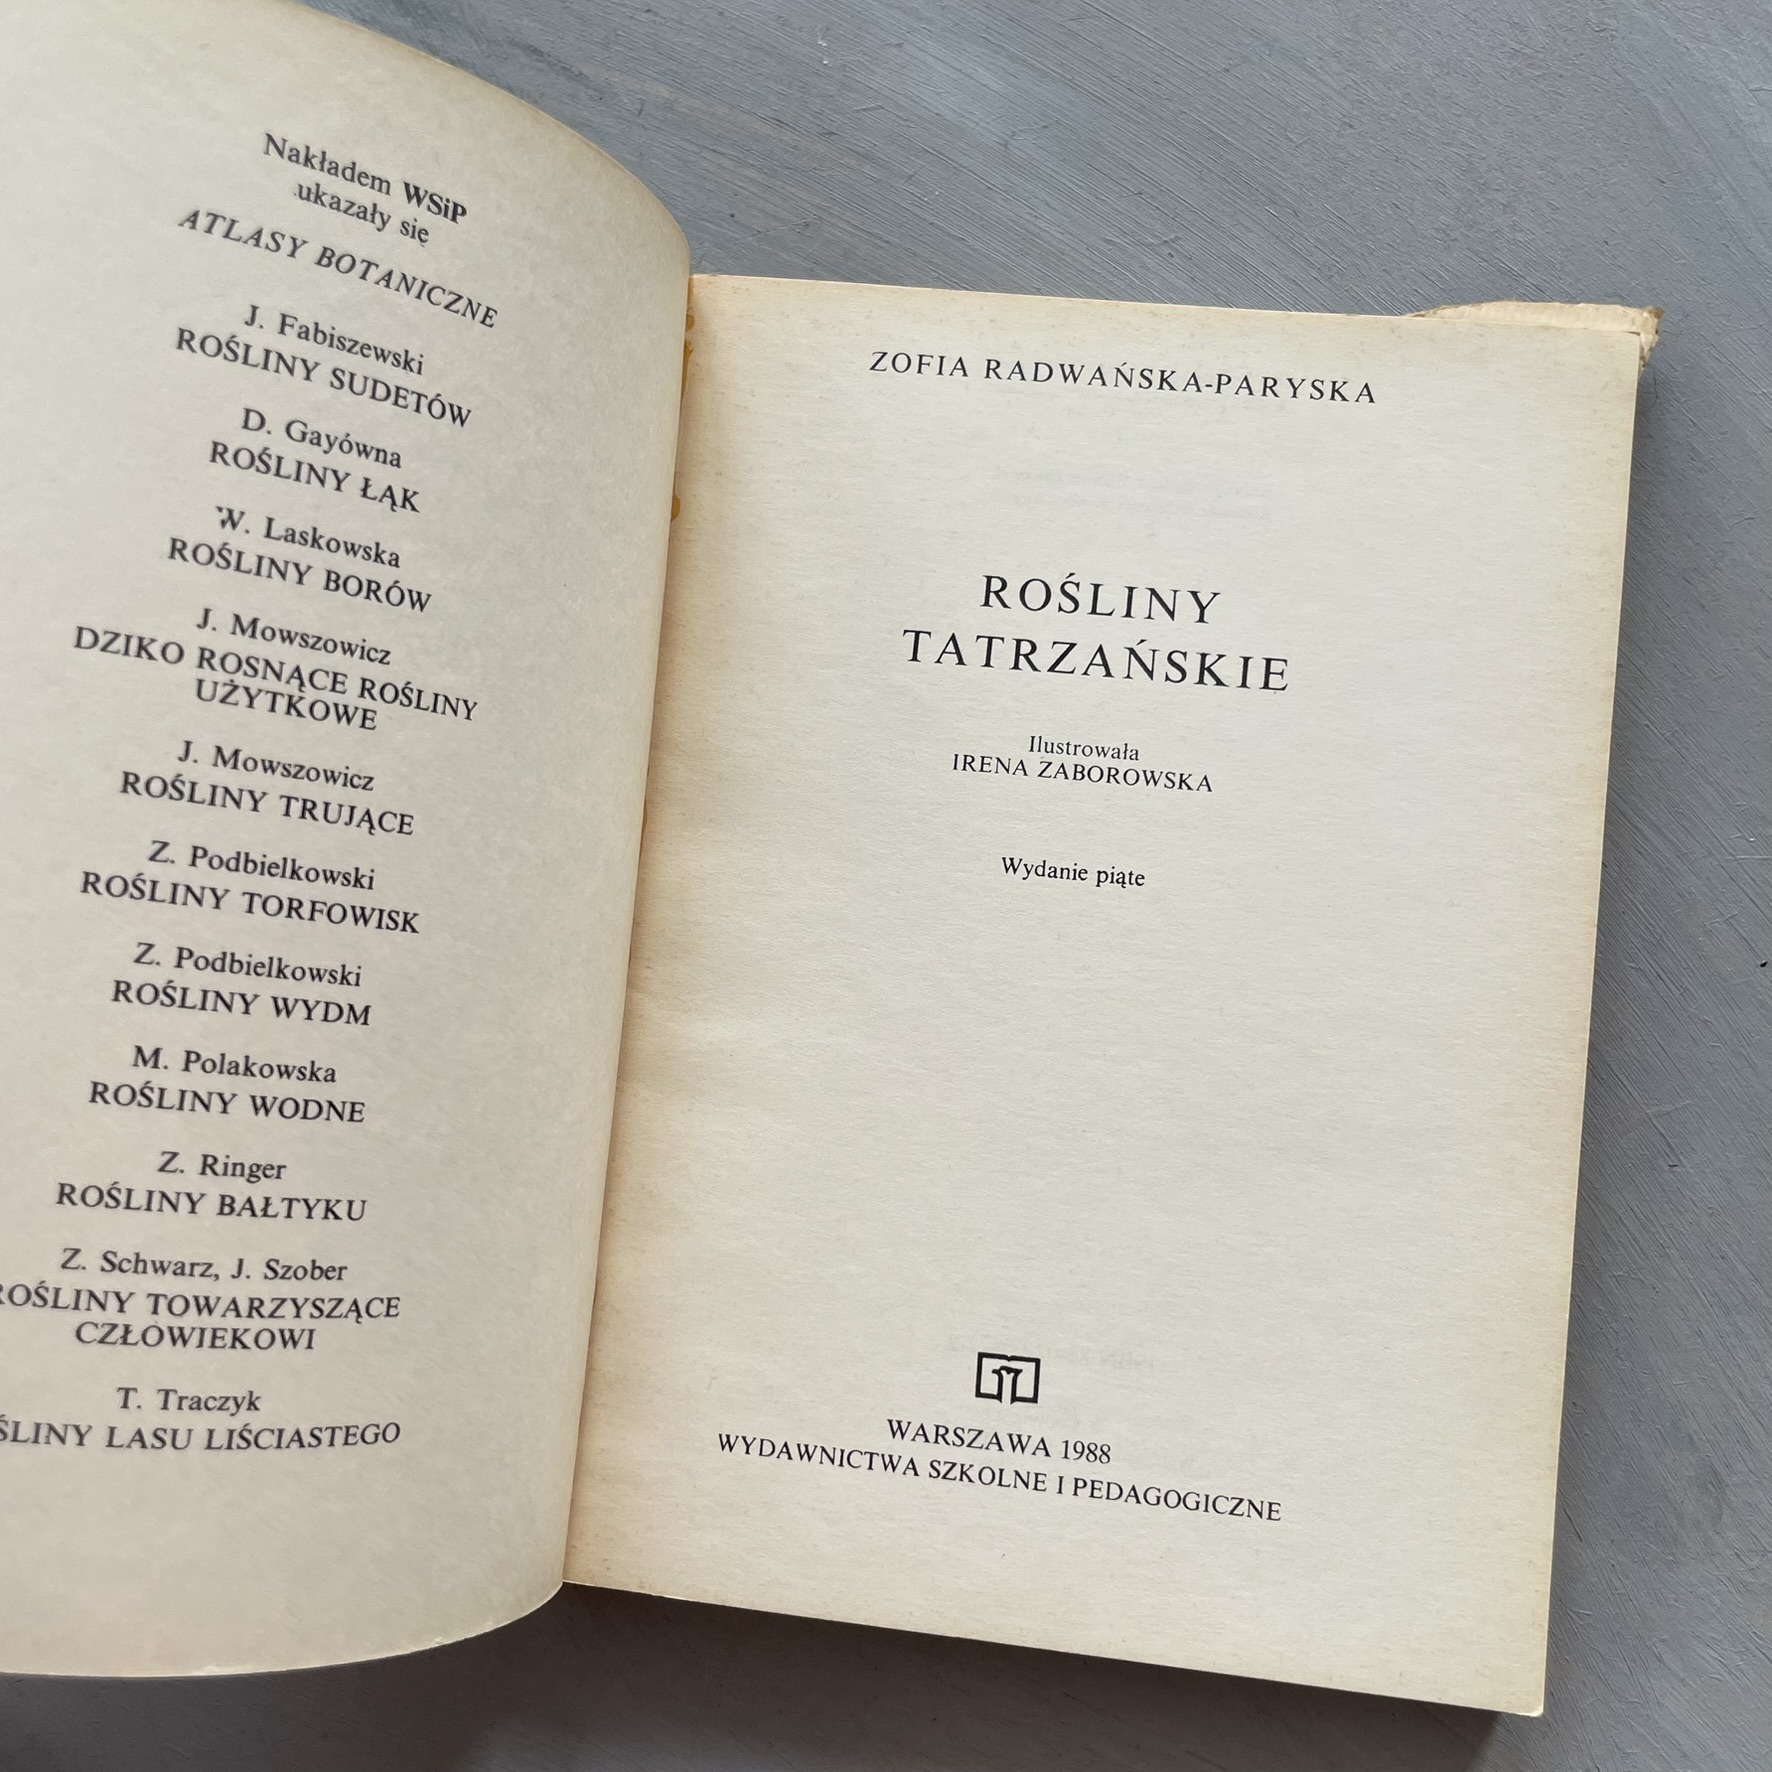 Nakładem WSiP
ukazały się
ATLASY BOTANICZNE
J. Fabiszewski
ROŚLINY SUDETÓW
D. Gayówna
ROŚLINY ŁĄK
W. Laskowska
ROŚLINY BORÓW
J. Mowszowicz
DZIKO ROSNĄCE ROŚLINY
UŻYTKOWE
J. Mowszowicz
ROŚLINY TRUJĄCE
Z. Podbielkowski
ROŚLINY TORFOWISK
Z. Podbielkowski
ROŚLINY WYDM
M. Polakowska
ROŚLINY WODNE
Z. Ringer
ROŚLINY BAŁTYKU
Z. Schwarz, J. Szober
ROŚLINY TOWARZYSZĄCE
CZŁOWIEKOWI
T. Traczyk
ŚLINY LASU LIŚCIASTEGO
ZOFIA RADWAŃSKA-PARYSKA
ROŚLINY
TATRZAŃSKIE
Ilustrowała
IRENA ZABOROWSKA
Wydanie piąte
WARSZAWA 1988
WYDAWNICTWA SZKOLNE I PEDAGOGICZNE